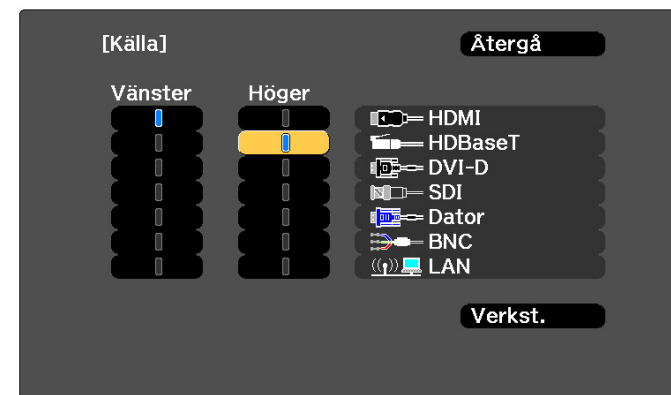 [Källa] Återgå
Vänster Höger
HDMI
HDBaseT
DVI-D
SDI
Dator
BNC
LAN
Verkst.